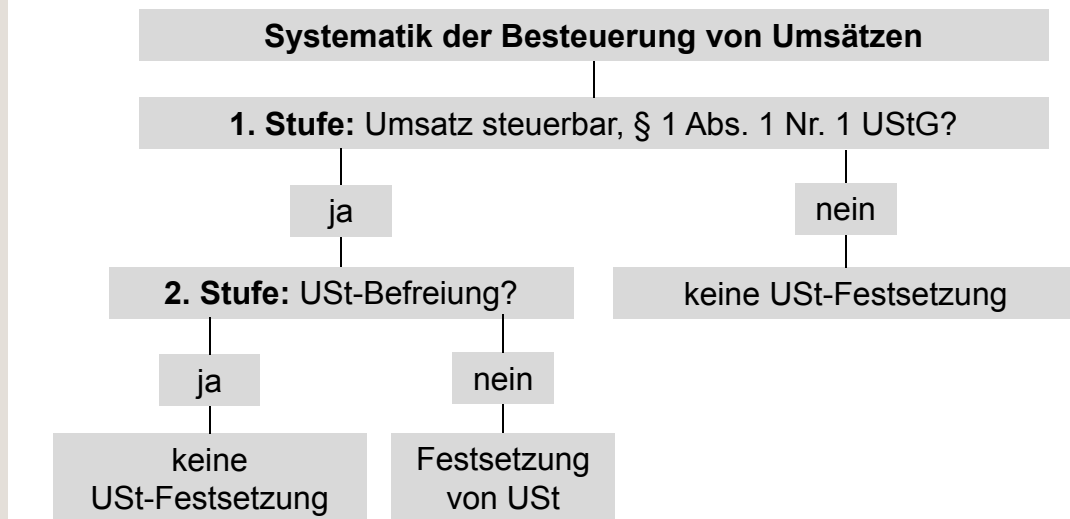 Systematik der Besteuerung von Umsätzen
1. Stufe: Umsatz steuerbar, § 1 Abs. 1 Nr. 1 UStG?
ja
nein
2. Stufe: USt-Befreiung?
keine USt-Festsetzung
ja
nein
keine
USt-Festsetzung
Festsetzung
von USt